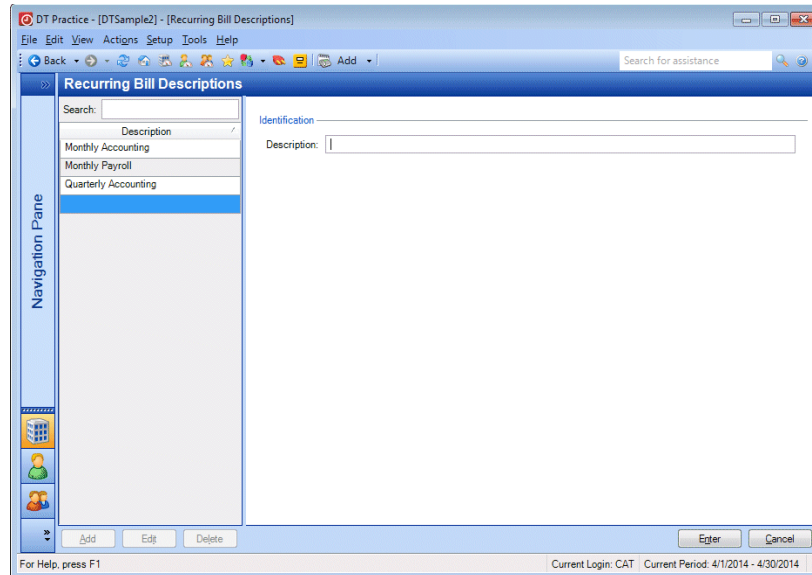 DT Practice - [DTSample2] - [Recurring Bill Descriptions]
File Edit View Actions Setup Tools Help
Back Add Search for assistance
Recurring Bill Descriptions
Search:
Description
Monthly Accounting
Monthly Payroll
Quarterly Accounting
Identification
Description:
Navigation Pane
Add Edit Delete Enter Cancel
For Help, press F1 Current Login: CAT Current Period: 4/1/2014 - 4/30/2014